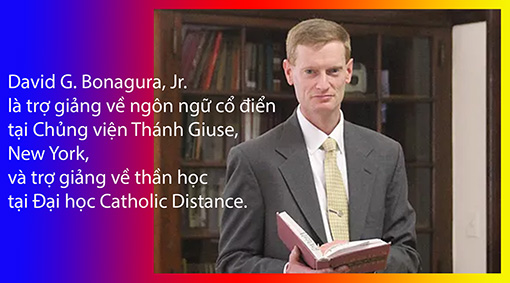 David G. Bonagura, Jr.
là trợ giảng về ngôn ngữ cổ điển
tại Chủng viện Thánh Giuse,
New York,
và trợ giảng về thần học
tại Đại học Catholic Distance.